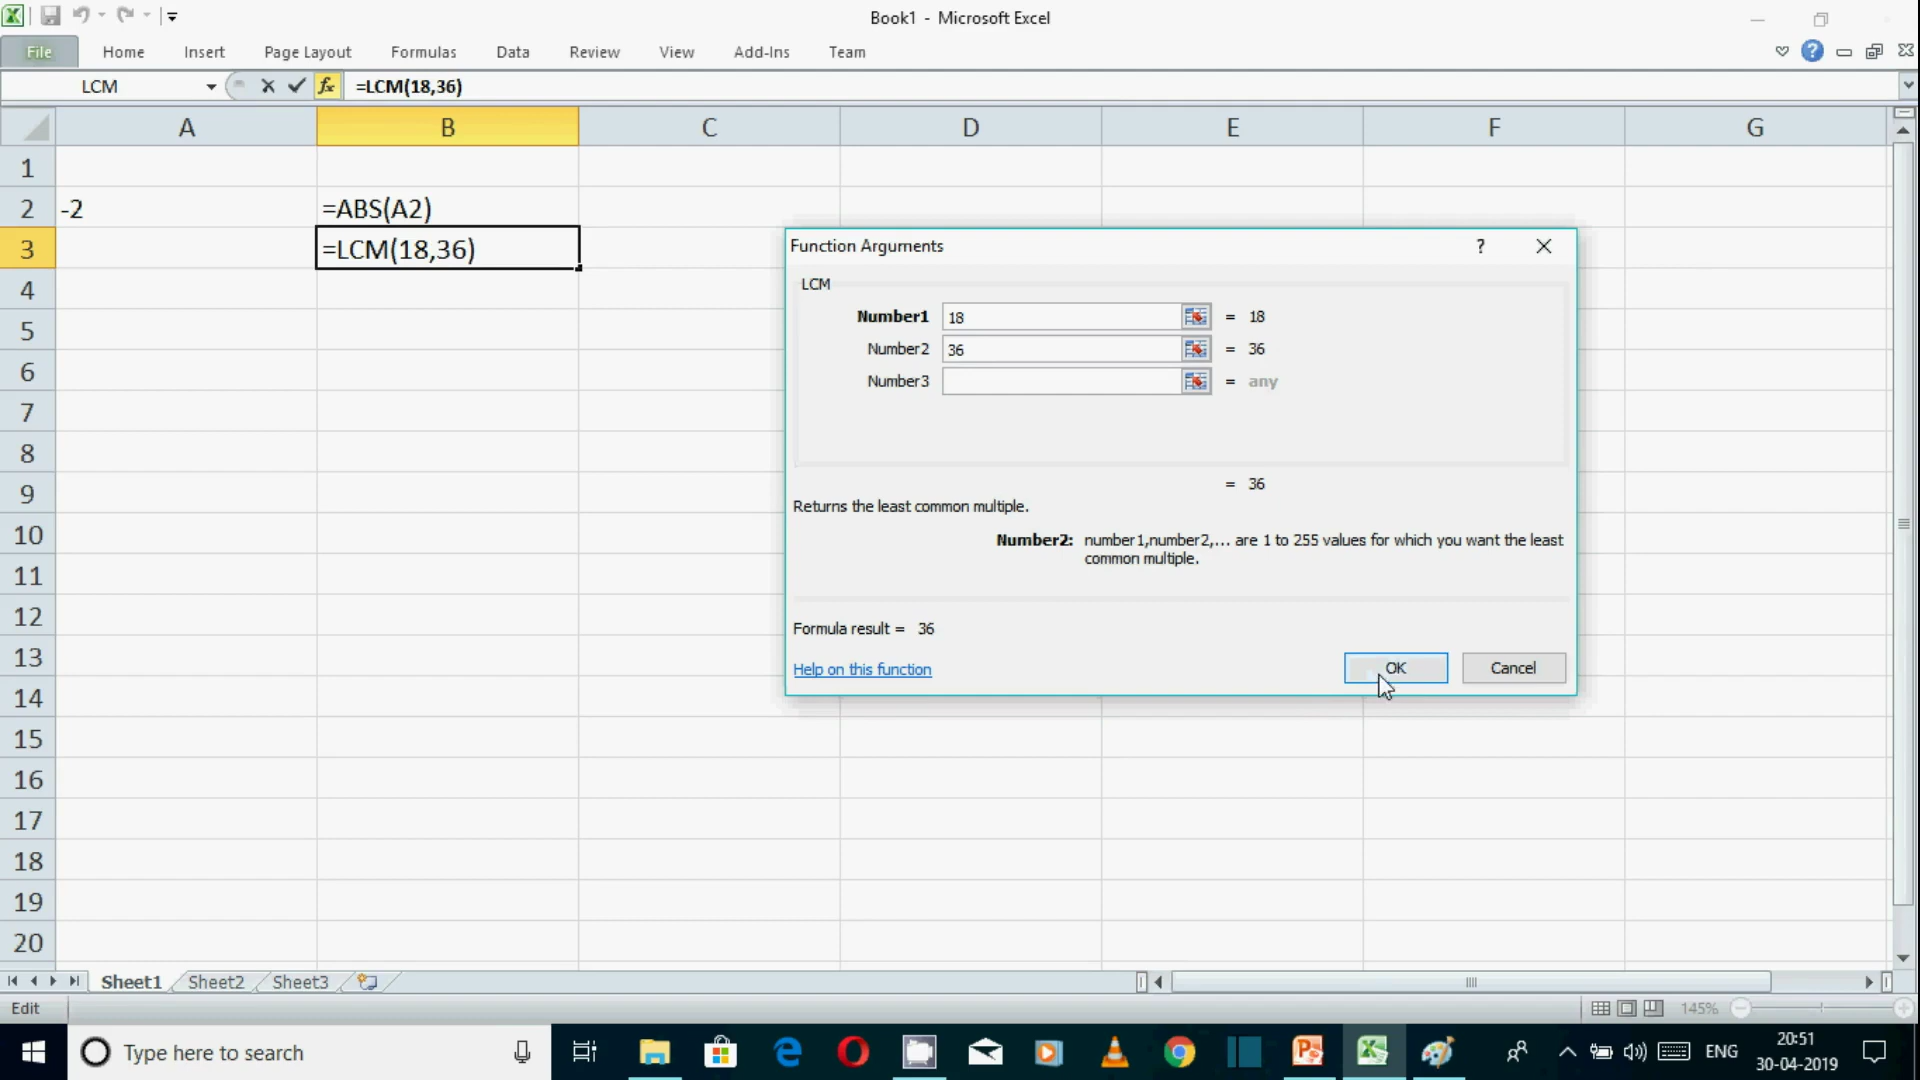 Book1 - Microsoft Excel
File Home Insert Page Layout Formulas Data Review View Add-Ins Team
LCM fx =LCM(18,36)
A B C D E F G
1
2 -2 =ABS(A2)
3 =LCM(18,36)
4
5
6
7
8
9
10
11
12
13
14
15
16
17
18
19
20
Function Arguments ?
LCM
Number1 18 = 18
Number2 36 = 36
Number3 = any
= 36
Returns the least common multiple.
Number2: number1,number2,... are 1 to 255 values for which you want the least
common multiple.
Formula result = 36
Help on this function OK Cancel
Sheet1 Sheet2 Sheet3
Edit 145%
Type here to search
ENG
20:51
30-04-2019